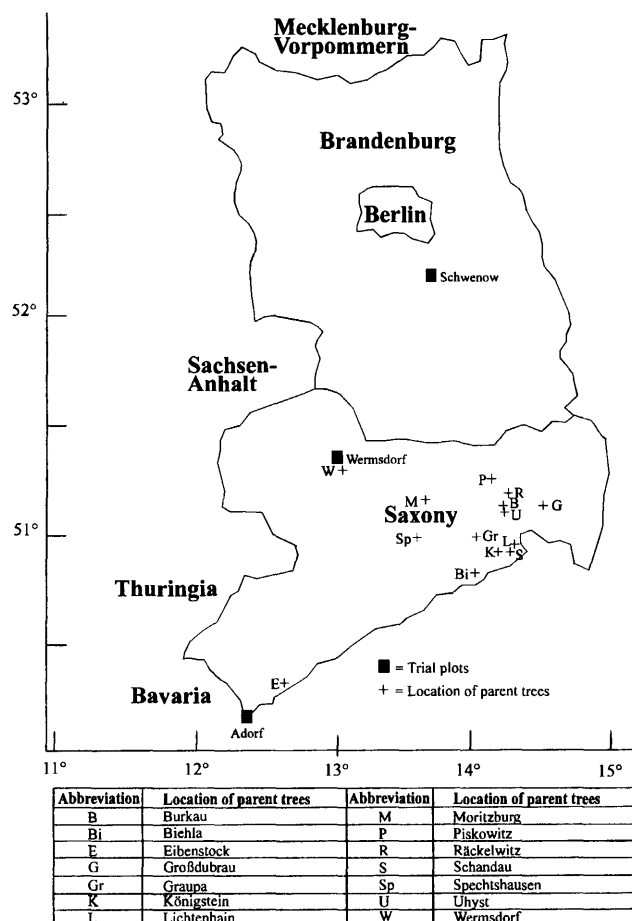 Mecklenburg-
Vorpommern
53°
Brandenburg
Berlin
Schwenow
52°
Sachsen-
Anhalt
Wermsdorf
W
P
R
M
B
G
Saxony
U
51°
Sp
Gr
L
K
S
Bi
Thuringia
= Trial plots
E
+ = Location of parent trees
Bavaria
Adorf
11° 12° 13° 14° 15°
Abbreviation Location of parent trees Abbreviation Location of parent trees
B Burkau M Moritzburg
Bi Biehla P Piskowitz
E Eibenstock R Räckelwitz
G Großdubrau S Schandau
Gr Graupa Sp Spechtshausen
K Königstein U Uhyst
L Lichtenhain W Wermsdorf